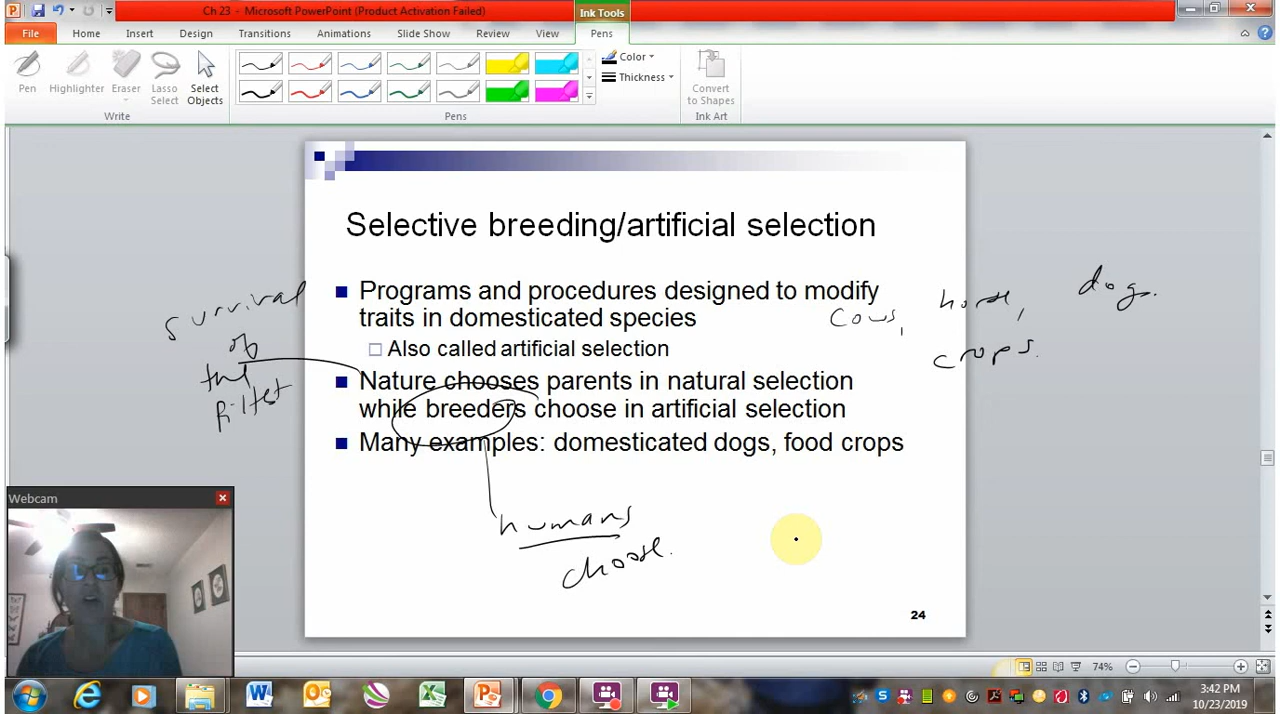 Ch 23 - Microsoft PowerPoint (Product Activation Failed)
Ink Tools
File Home Insert Design Transitions Animations Slide Show Review View Pens
Pen Highlighter Eraser Lasso Select Select Objects
Color
Thickness
Convert to Shapes
Write Pens Ink Art
Selective breeding/artificial selection
Programs and procedures designed to modify
traits in domesticated species
Also called artificial selection
Nature chooses parents in natural selection
while breeders choose in artificial selection
Many examples: domesticated dogs, food crops
survival
of
the
fittest
cows, horse, dogs.
crops.
humans
choose.
24
Webcam
74%
3:42 PM
10/23/2019